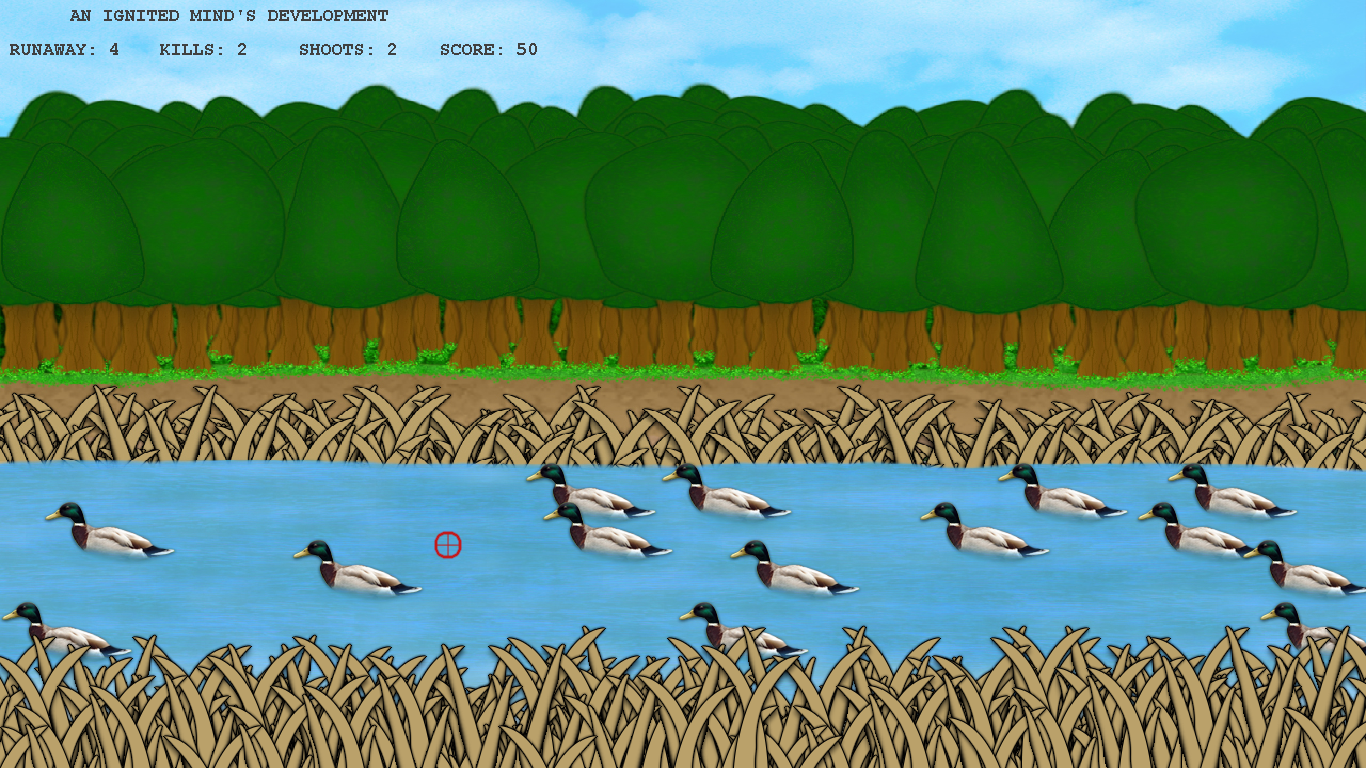 AN IGNITED MIND'S DEVELOPMENT
RUNAWAY: 4 KILLS: 2 SHOOTS: 2 SCORE: 50